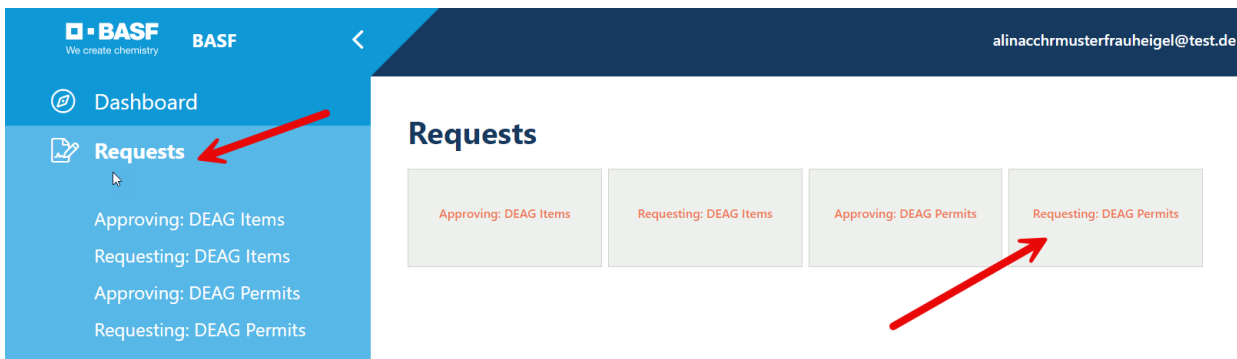 BASF
We create chemistry
BASF
alinacchrmusterfrauheigel@test.de
Dashboard
Requests
Approving: DEAG Items
Requesting: DEAG Items
Approving: DEAG Permits
Requesting: DEAG Permits
Requests
Approving: DEAG Items
Requesting: DEAG Items
Approving: DEAG Permits
Requesting: DEAG Permits